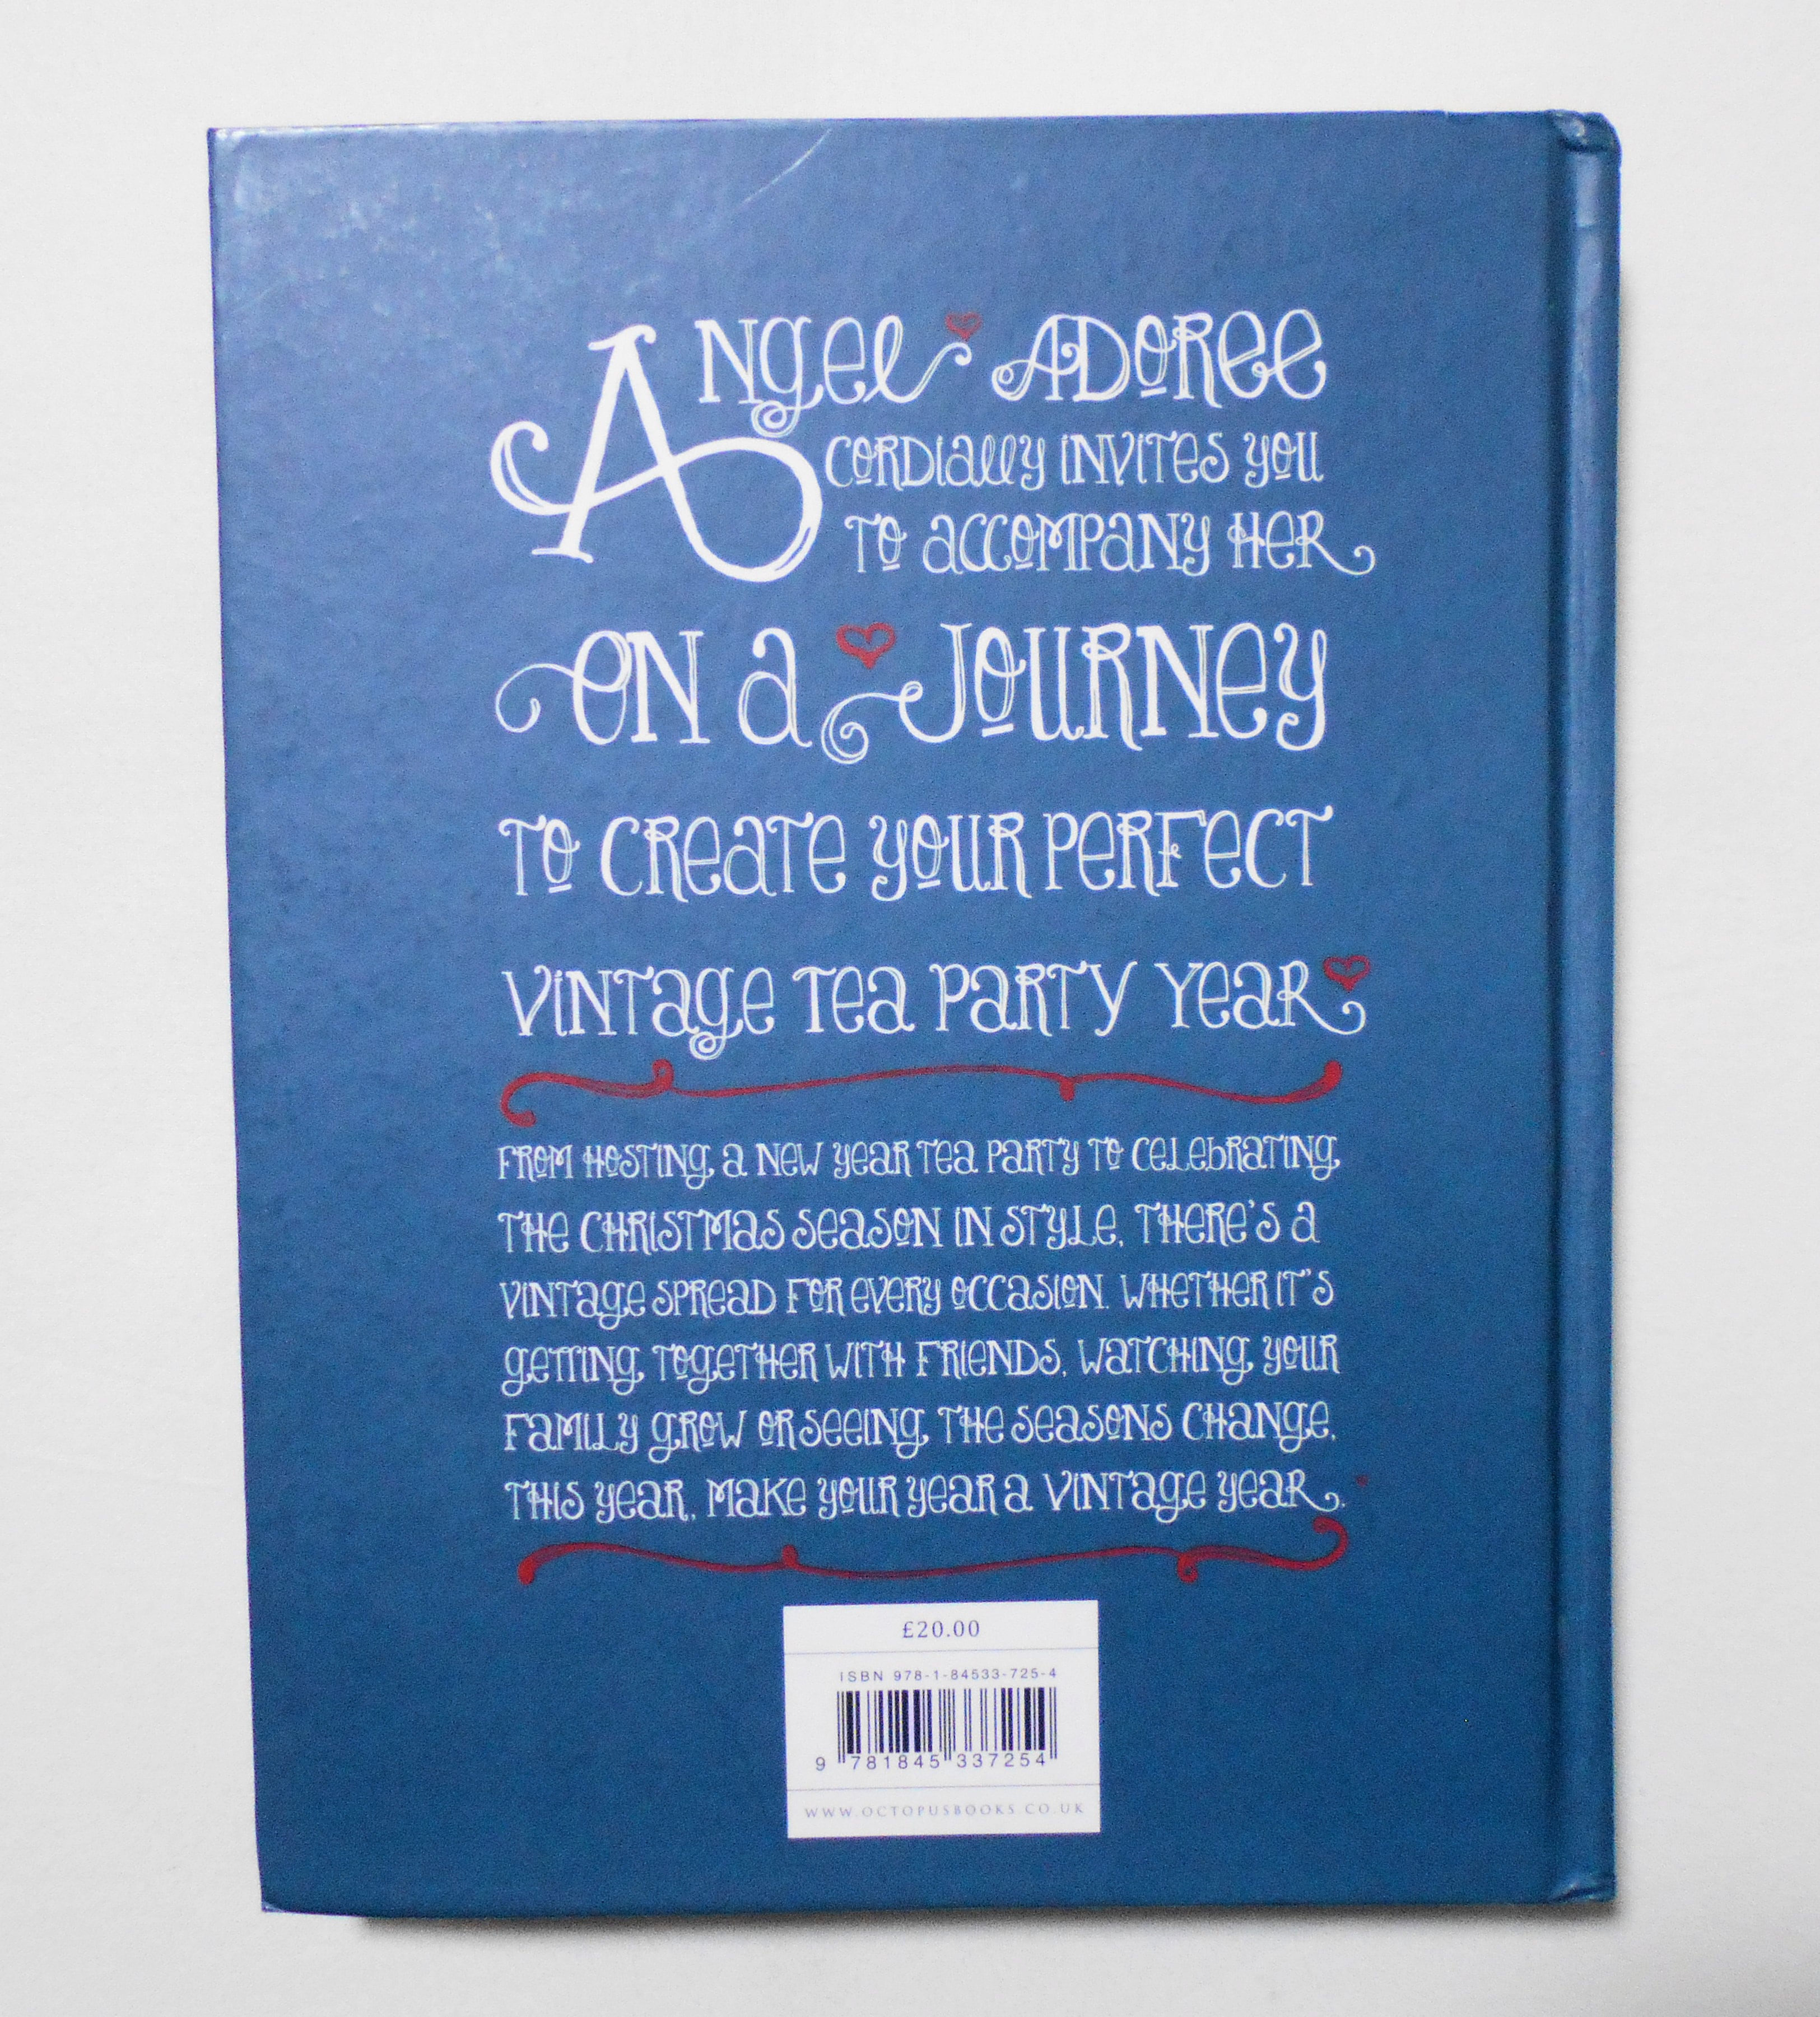 Angel Adoree
cordially invites you
to accompany her
on a journey
to create your perfect
vintage tea party year
From hosting a New Year tea party to celebrating
the Christmas season in style, there's a
vintage spread for every occasion. Whether it's
getting together with friends, watching your
family grow or seeing the seasons change,
this year, make your year a vintage year.
£20.00
ISBN 978-1-84533-725-4
9 781845 337254
WWW.OCTOPUSBOOKS.CO.UK